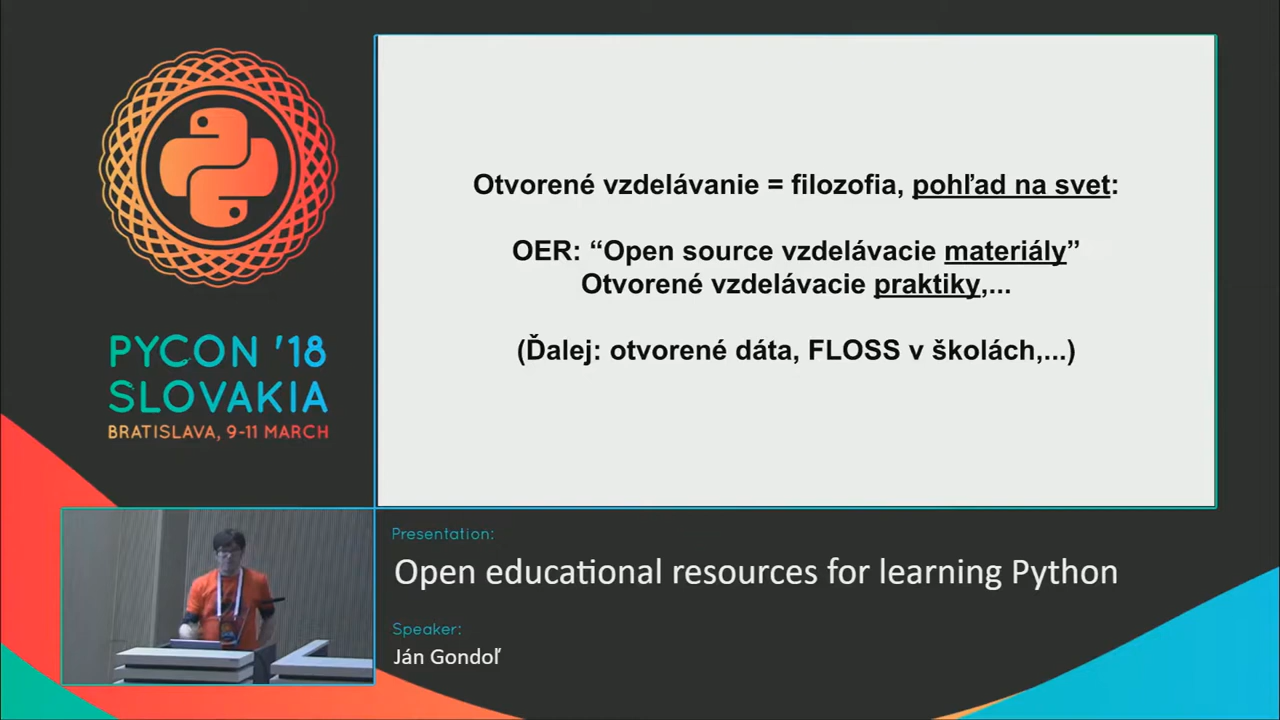 PYCON '18
SLOVAKIA
BRATISLAVA, 9-11 MARCH
Otvorené vzdelávanie = filozofia, pohľad na svet:
OER: “Open source vzdelávacie materiály”
Otvorené vzdelávacie praktiky,...
(Ďalej: otvorené dáta, FLOSS v školách,...)
Presentation:
Open educational resources for learning Python
Speaker:
Ján Gondoľ